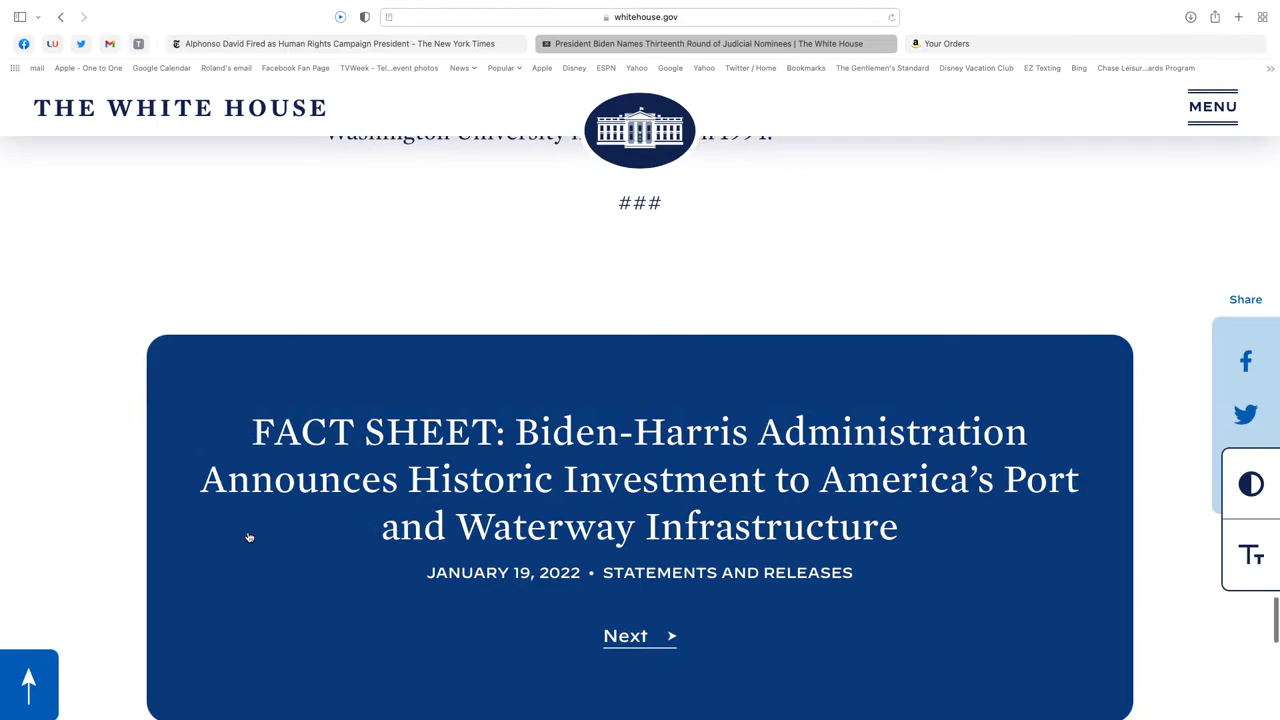 whitehouse.gov
LU
T
Alphonso David Fired as Human Rights Campaign President - The New York Times
President Biden Names Thirteenth Round of Judicial Nominees | The White House
Your Orders
mail Apple - One to One Google Calendar Roland's email Facebook Fan Page TVWeek - Tel...event photos News Popular Apple Disney ESPN Yahoo Google Yahoo Twitter / Home Bookmarks The Gentlemen's Standard Disney Vacation Club EZ Texting Bing Chase Leisur...ards Program
THE WHITE HOUSE
MENU
Washington University
1991.
###
Share
FACT SHEET: Biden-Harris Administration
Announces Historic Investment to America's Port
and Waterway Infrastructure
JANUARY 19, 2022 • STATEMENTS AND RELEASES
Next
TT